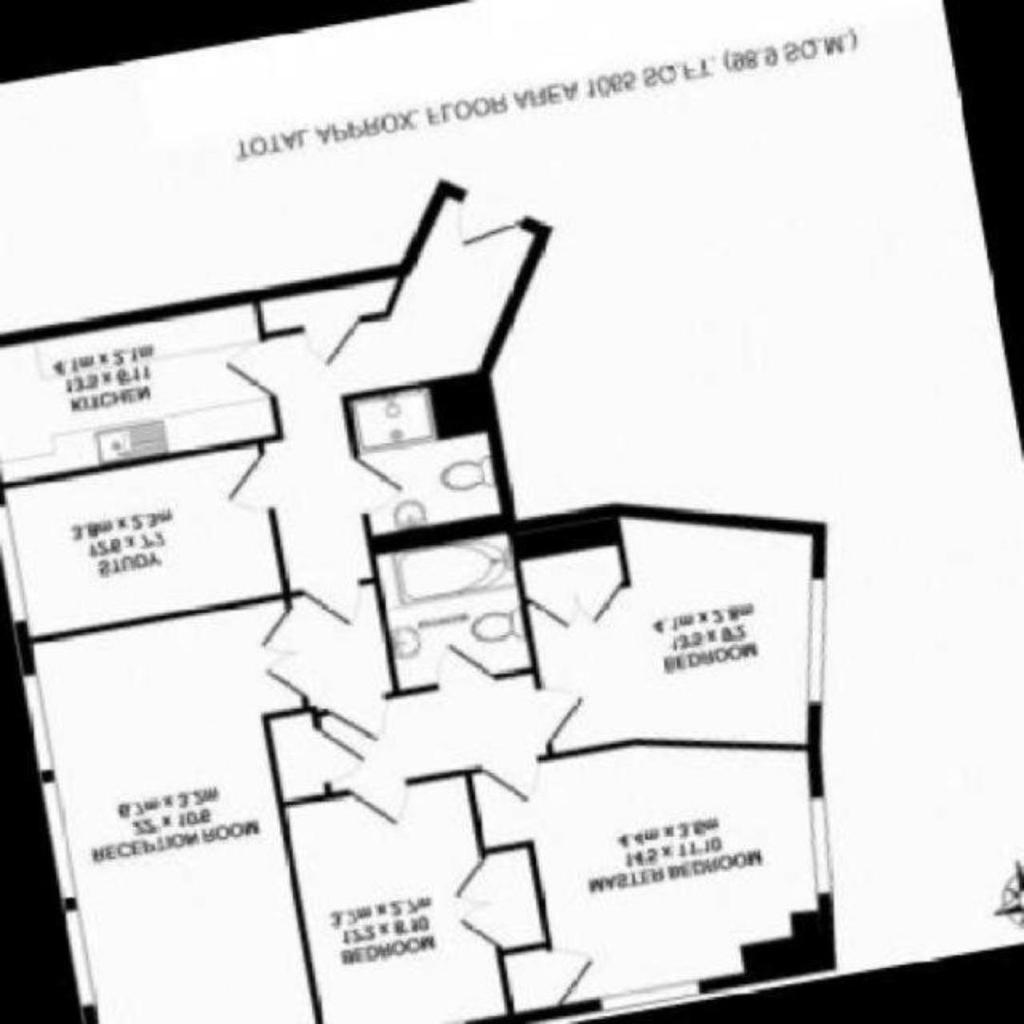 TOTAL APPROX. FLOOR AREA 1065 SQ.FT. (98.9 SQ.M.)
KITCHEN
13'5 x 6'11
4.1m x 2.1m
STUDY
12'6 x 7'7
3.8m x 2.3m
BEDROOM
13'5 x 9'2
4.1m x 2.8m
RECEPTION ROOM
22' x 10'6
6.7m x 3.2m
MASTER BEDROOM
14'5 x 11'10
4.4m x 3.6m
BEDROOM
12'2 x 8'10
3.7m x 2.7m